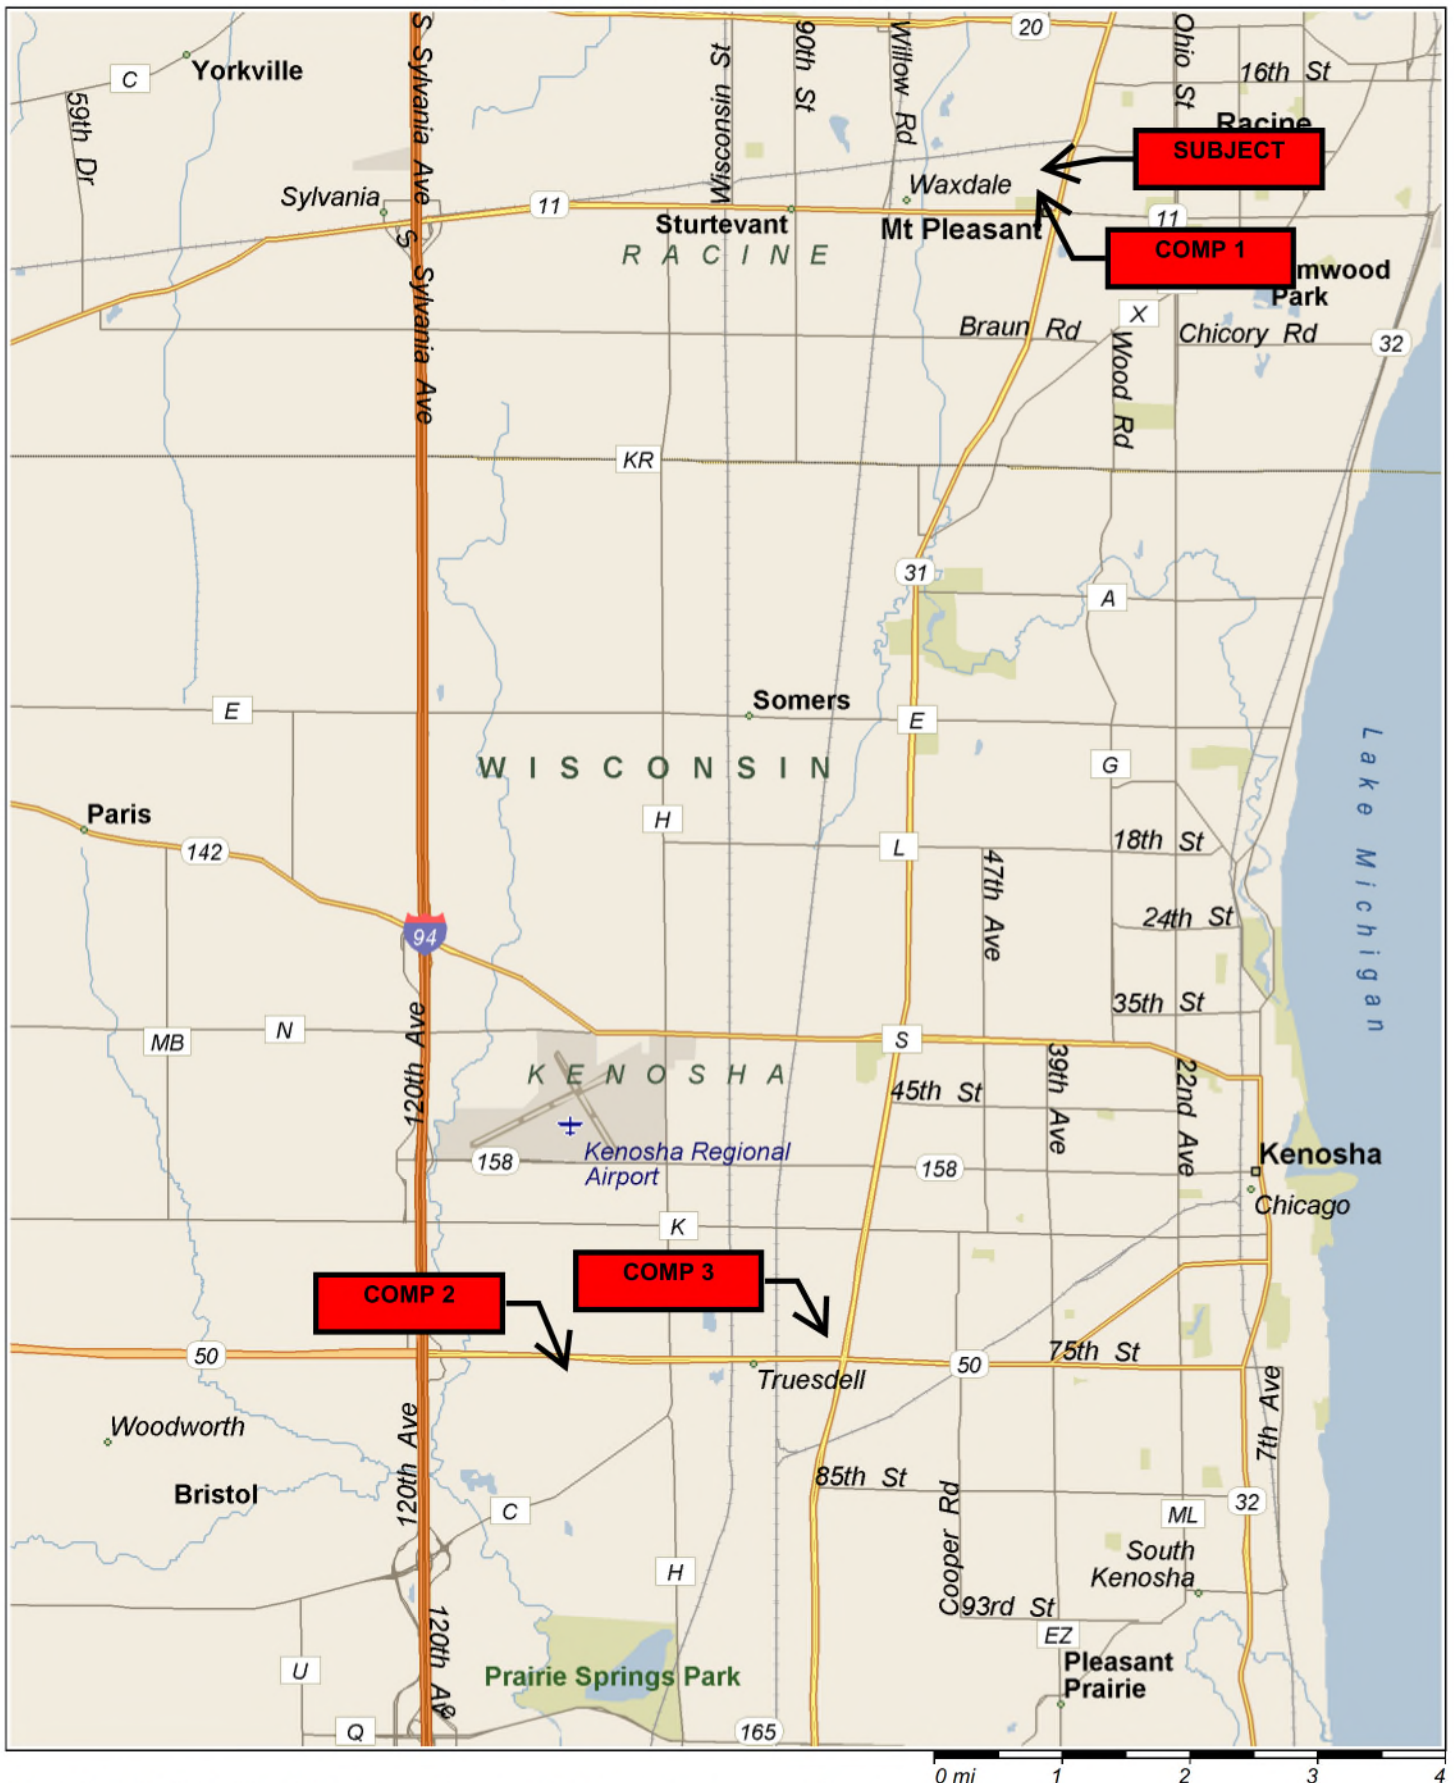 20
Yorkville
C
59th Dr
S Sylvania Ave
Wisconsin St
90th St
Willow Rd
Ohio St
16th St
Racine
SUBJECT
Sylvania
11
Waxdale
Sturtevant
Mt Pleasant
11
RACINE
COMP 1
mwood
Park
S Sylvania Ave
X
Braun Rd
Wood Rd
Chicory Rd
32
KR
31
A
E
Somers
E
WISCONSIN
G
Lake Michigan
Paris
142
H
L
18th St
47th Ave
24th St
94
35th St
120th Ave
N
MB
S
KENOSHA
39th Ave
22nd Ave
45th St
Kenosha Regional
Airport
158
158
Kenosha
Chicago
K
COMP 3
COMP 2
50
50
75th St
Truesdell
7th Ave
Woodworth
120th Ave
Bristol
85th St
Cooper Rd
C
32
ML
South
Kenosha
H
93rd St
EZ
120th Ave
U
Prairie Springs Park
Pleasant
Prairie
Q
165
0 mi 1 2 3 4